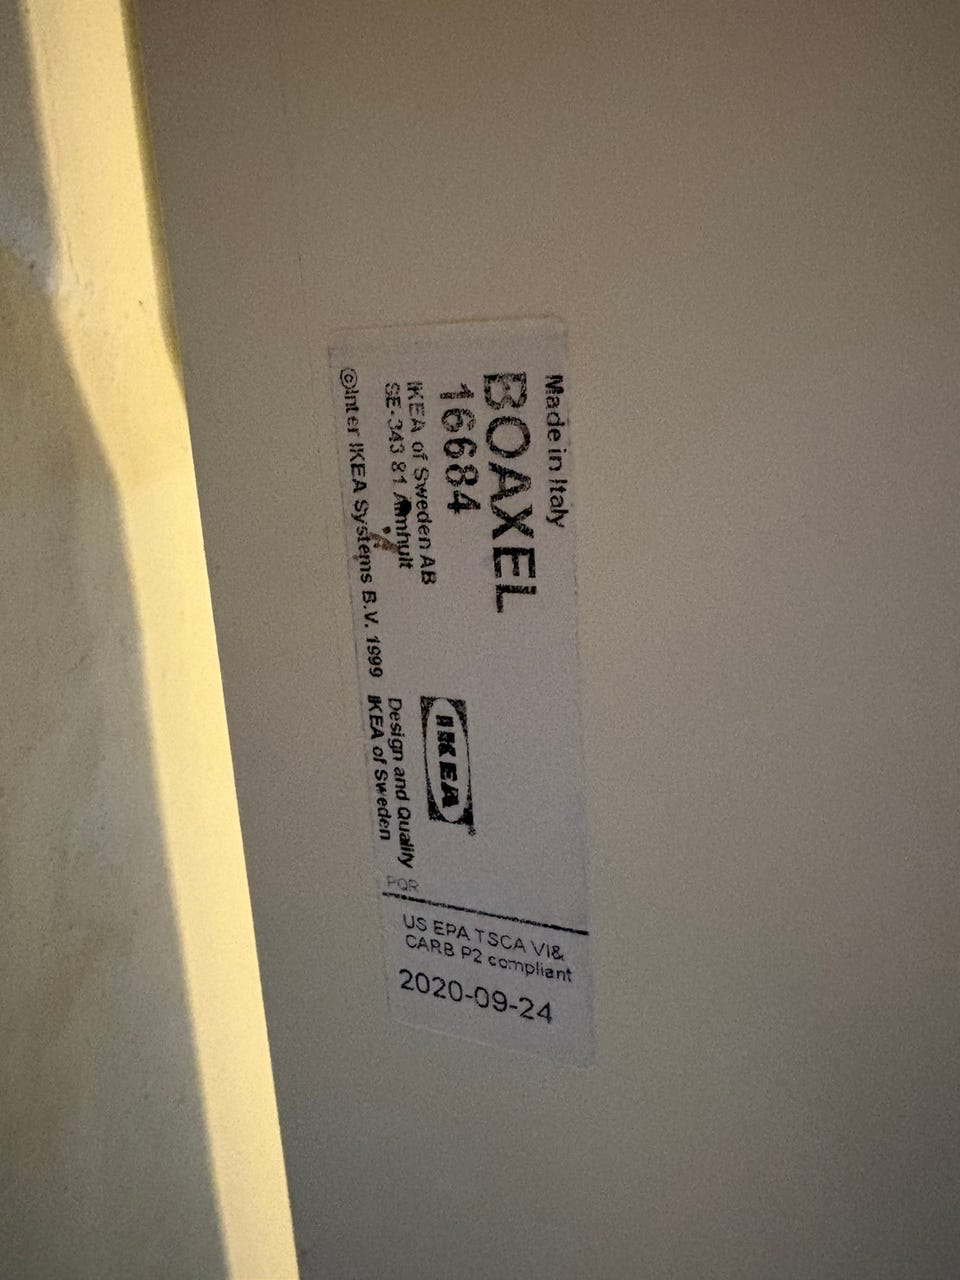 Made in Italy
BOAXEL
16684
IKEA of Sweden AB
SE-343 81 Älmhult
©Inter IKEA Systems B.V. 1999
IKEA®
Design and Quality
IKEA of Sweden
PQR
US EPA TSCA VI&
CARB P2 compliant
2020-09-24